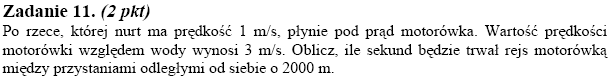 Zadanie 11. (2 pkt)
Po rzece, której nurt ma prędkość 1 m/s, płynie pod prąd motorówka. Wartość prędkości
motorówki względem wody wynosi 3 m/s. Oblicz, ile sekund będzie trwał rejs motorówką
między przystaniami odległymi od siebie o 2000 m.